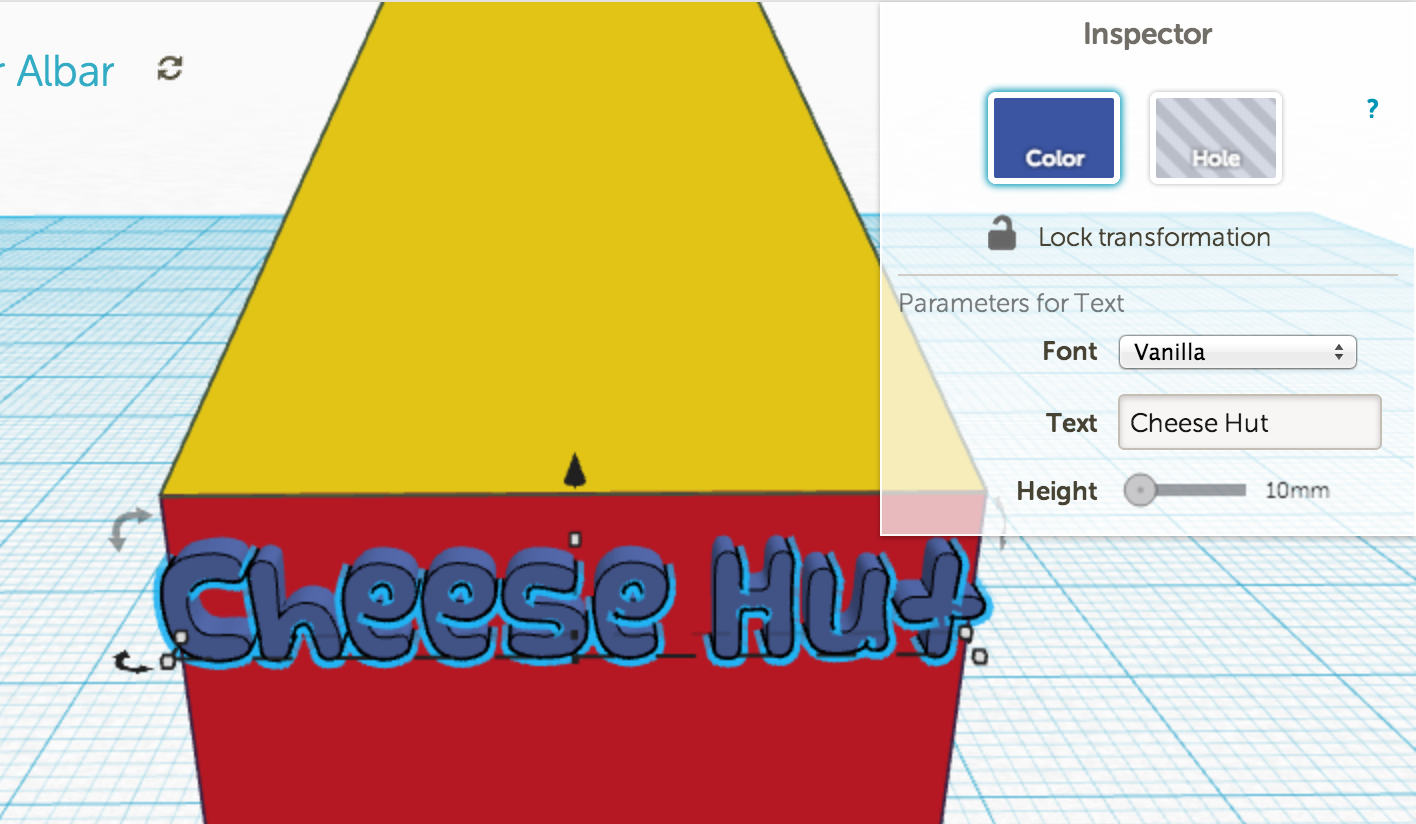 Inspector
r Albar
Color
Hole
?
Lock transformation
Parameters for Text
Font
Vanilla
Text
Cheese Hut
Height
10mm
Cheese Hut